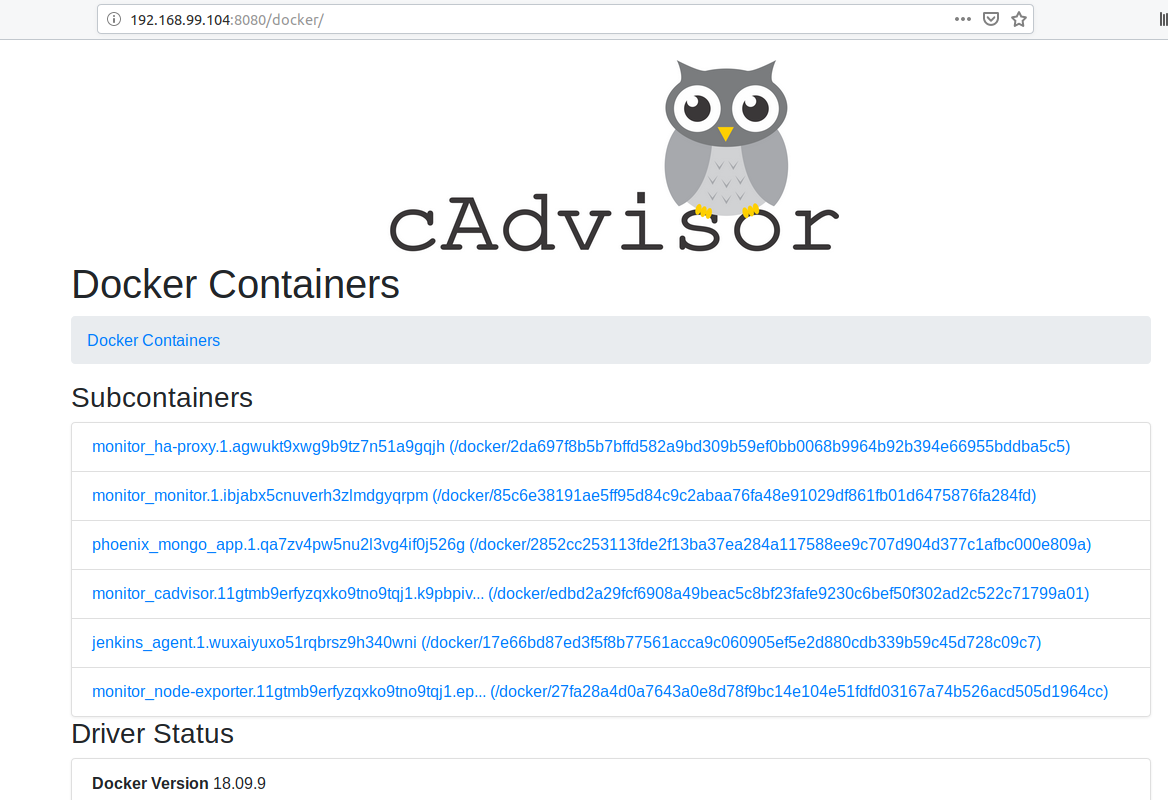 192.168.99.104:8080/docker/
cAdvisor
Docker Containers
Docker Containers
Subcontainers
monitor_ha-proxy.1.agwukt9xwg9b9tz7n51a9gqjh (/docker/2da697f8b5b7bffd582a9bd309b59ef0bb0068b9964b92b394e66955bddba5c5)
monitor_monitor.1.ibjabx5cnuverh3zlmdgyqrpm (/docker/85c6e38191ae5ff95d84c9c2abaa76fa48e91029df861fb01d6475876fa284fd)
phoenix_mongo_app.1.qa7zv4pw5nu2l3vg4if0j526g (/docker/2852cc253113fde2f13ba37ea284a117588ee9c707d904d377c1afbc000e809a)
monitor_cadvisor.11gtmb9erfyzqxko9tno9tqj1.k9pbpiv... (/docker/edbd2a29fcf6908a49beac5c8bf23fafe9230c6bef50f302ad2c522c71799a01)
jenkins_agent.1.wuxaiyuxo51rqbrsz9h340wni (/docker/17e66bd87ed3f5f8b77561acca9c060905ef5e2d880cdb339b59c45d728c09c7)
monitor_node-exporter.11gtmb9erfyzqxko9tno9tqj1.ep... (/docker/27fa28a4d0a7643a0e8d78f9bc14e104e51fdfd03167a74b526acd505d1964cc)
Driver Status
Docker Version 18.09.9